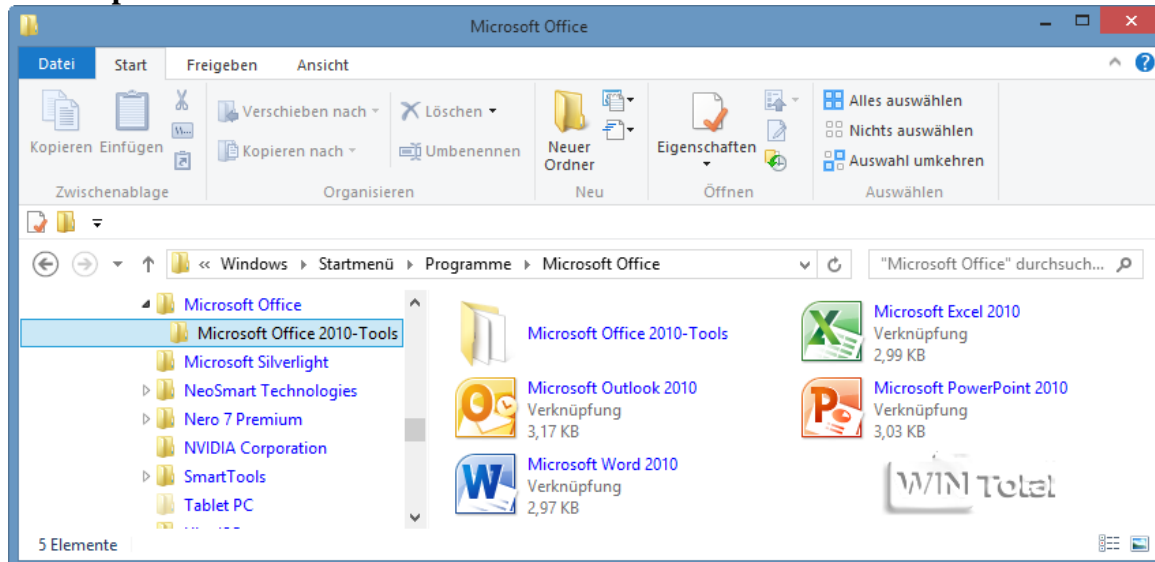 Microsoft Office
Datei Start Freigeben Ansicht
Kopieren Einfügen
Verschieben nach
Kopieren nach
Löschen
Umbenennen
Neuer
Ordner
Eigenschaften
Alles auswählen
Nichts auswählen
Auswahl umkehren
Zwischenablage Organisieren Neu Öffnen Auswählen
« Windows Startmenü Programme Microsoft Office
"Microsoft Office" durchsuch...
Microsoft Office
Microsoft Office 2010-Tools
Microsoft Silverlight
NeoSmart Technologies
Nero 7 Premium
NVIDIA Corporation
SmartTools
Tablet PC
Microsoft Office 2010-Tools
Microsoft Excel 2010
Verknüpfung
2,99 KB
Microsoft Outlook 2010
Verknüpfung
3,17 KB
Microsoft PowerPoint 2010
Verknüpfung
3,03 KB
Microsoft Word 2010
Verknüpfung
2,97 KB
WIN Total
5 Elemente